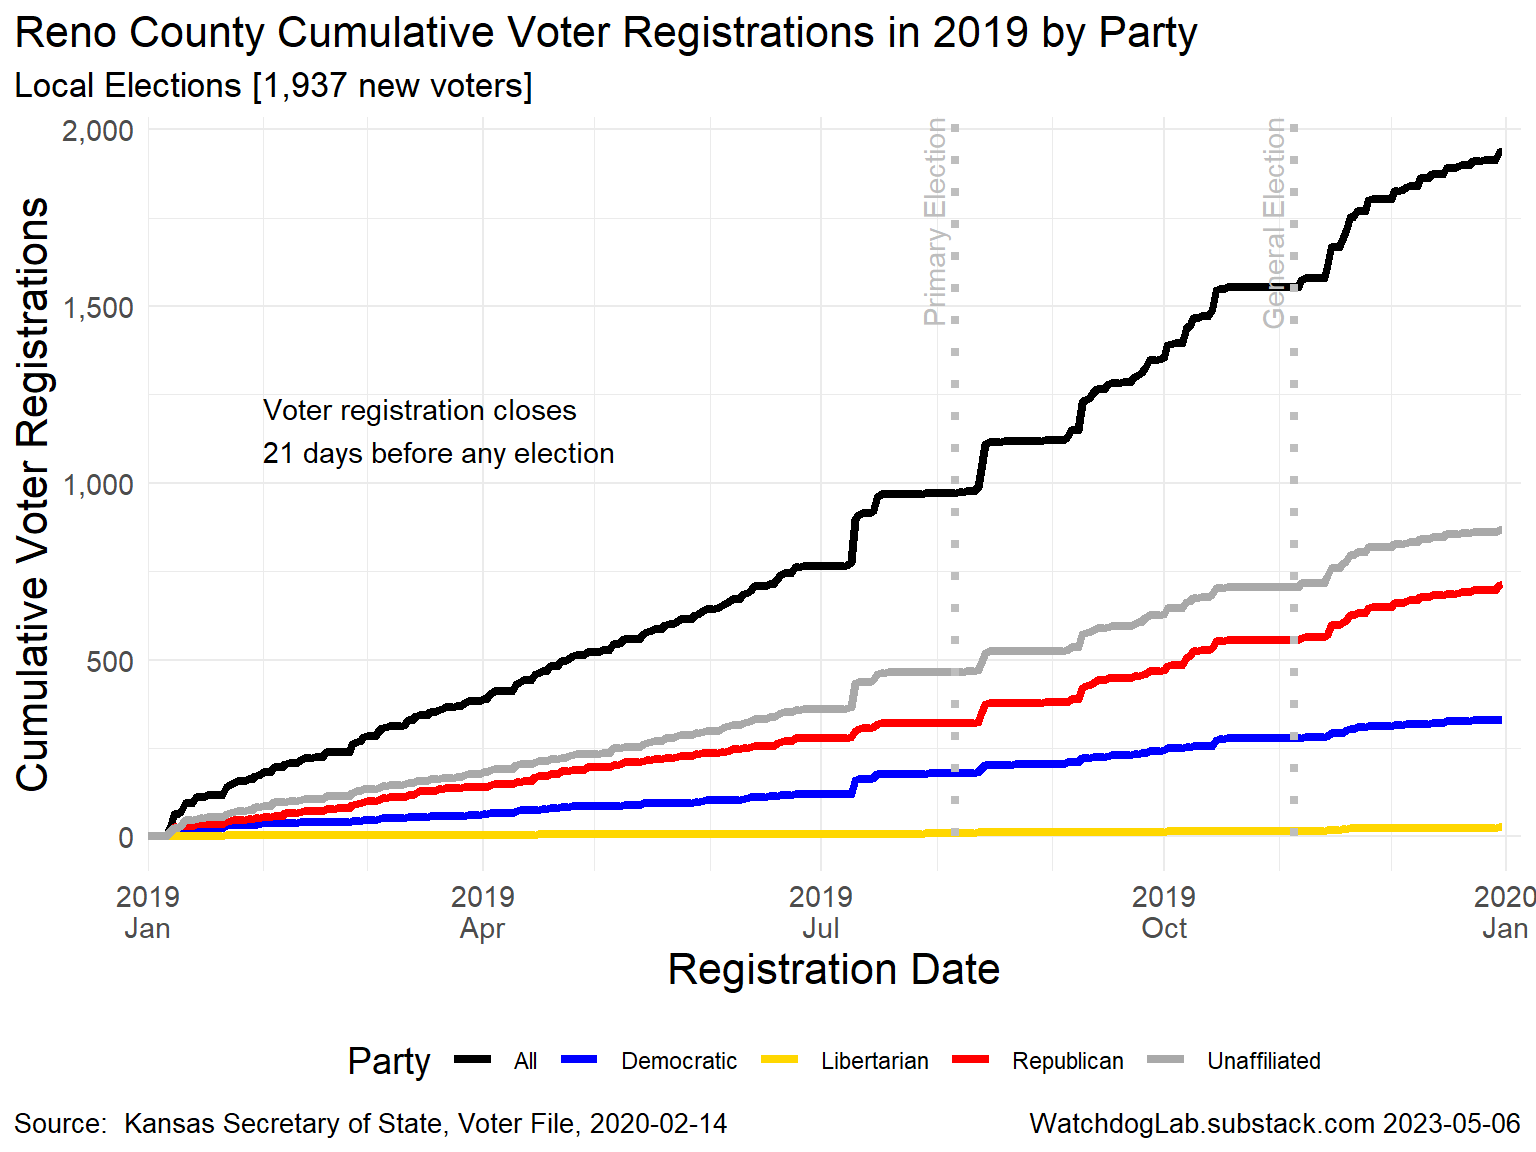 Reno County Cumulative Voter Registrations in 2019 by Party
Local Elections [1,937 new voters]
Cumulative Voter Registrations
2,000
1,500
1,000
500
0
Primary Election
General Election
Voter registration closes
21 days before any election
2019 2019 2019 2019 2020
Jan Apr Jul Oct Jan
Registration Date
Party All Democratic Libertarian Republican Unaffiliated
Source:  Kansas Secretary of State, Voter File, 2020-02-14
WatchdogLab.substack.com 2023-05-06